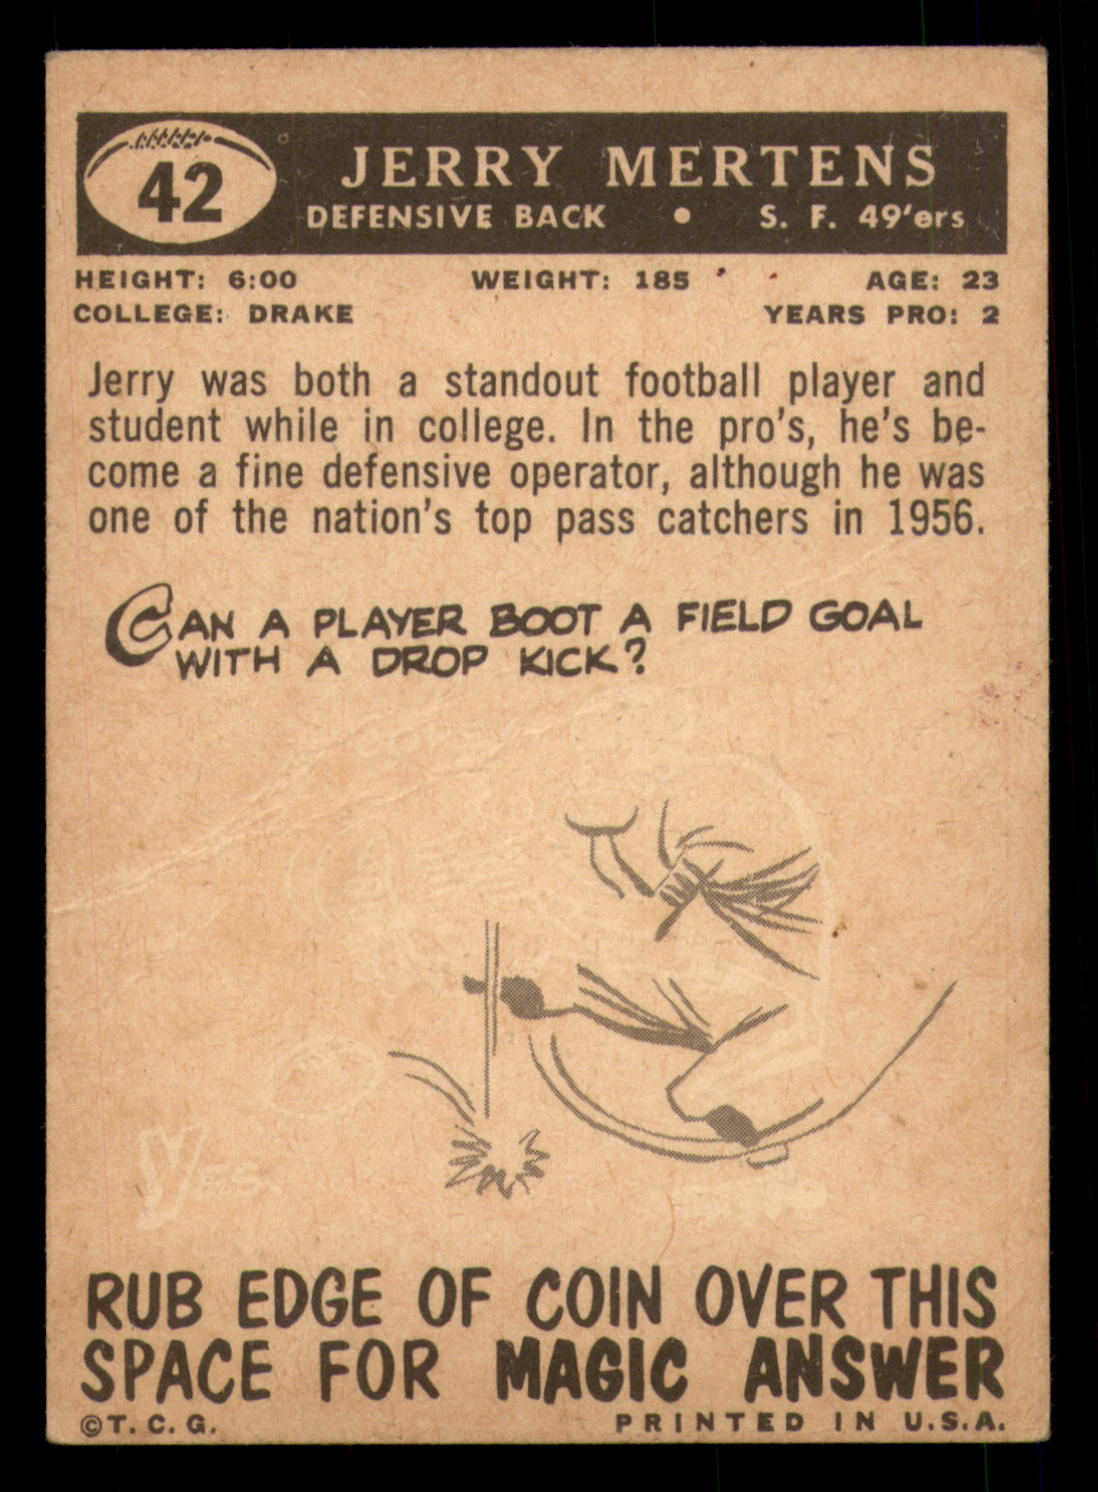 42
JERRY MERTENS
DEFENSIVE BACK • S. F. 49'ers
HEIGHT: 6:00 WEIGHT: 185 AGE: 23
COLLEGE: DRAKE YEARS PRO: 2
Jerry was both a standout football player and
student while in college. In the pro's, he's be-
come a fine defensive operator, although he was
one of the nation's top pass catchers in 1956.
CAN A PLAYER BOOT A FIELD GOAL
WITH A DROP KICK?
Yes.
RUB EDGE OF COIN OVER THIS
SPACE FOR MAGIC ANSWER
©T. C. G. PRINTED IN U.S.A.